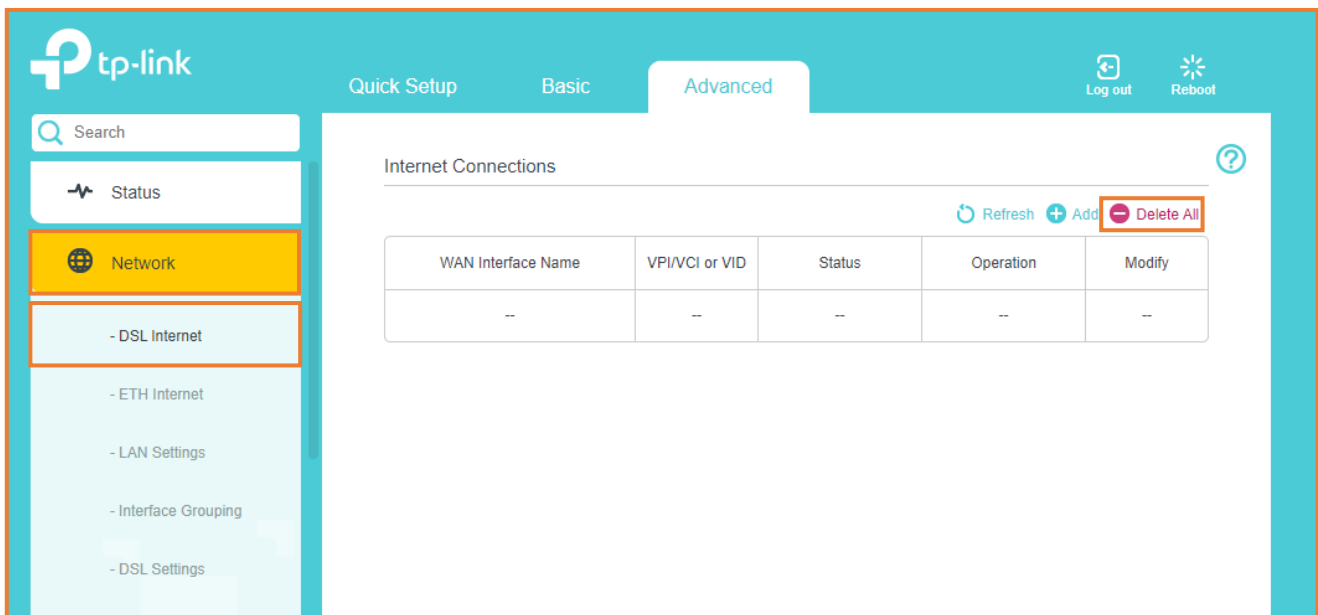 tp-link
Quick Setup Basic Advanced Log out Reboot
Search
Status
Network
- DSL Internet
- ETH Internet
- LAN Settings
- Interface Grouping
- DSL Settings
Internet Connections
Refresh Add Delete All
WAN Interface Name VPI/VCI or VID Status Operation Modify
-- -- -- -- --